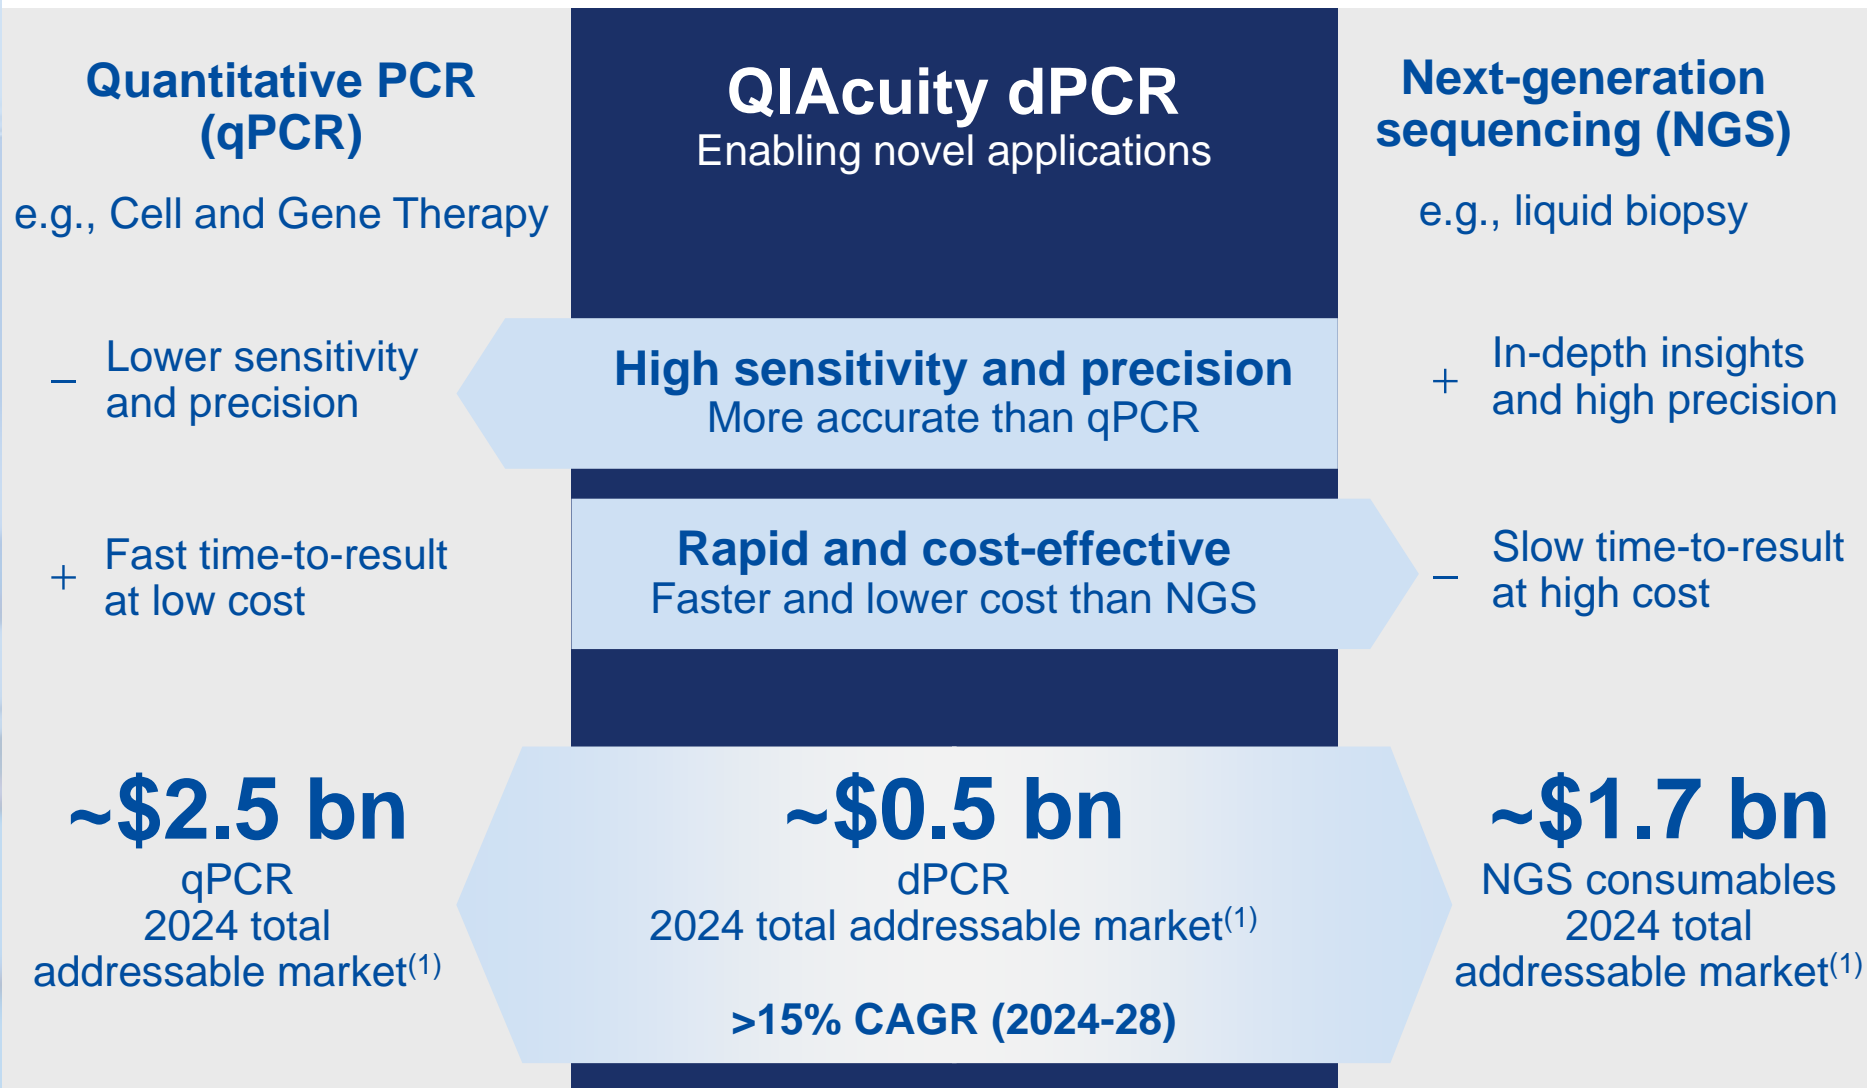 Quantitative PCR
(qPCR)
e.g., Cell and Gene Therapy
– Lower sensitivity
and precision
+ Fast time-to-result
at low cost
~$2.5 bn
qPCR
2024 total
addressable market(1)
QIAcuity dPCR
Enabling novel applications
High sensitivity and precision
More accurate than qPCR
Rapid and cost-effective
Faster and lower cost than NGS
~$0.5 bn
dPCR
2024 total addressable market(1)
>15% CAGR (2024-28)
Next-generation
sequencing (NGS)
e.g., liquid biopsy
+ In-depth insights
and high precision
– Slow time-to-result
at high cost
~$1.7 bn
NGS consumables
2024 total
addressable market(1)